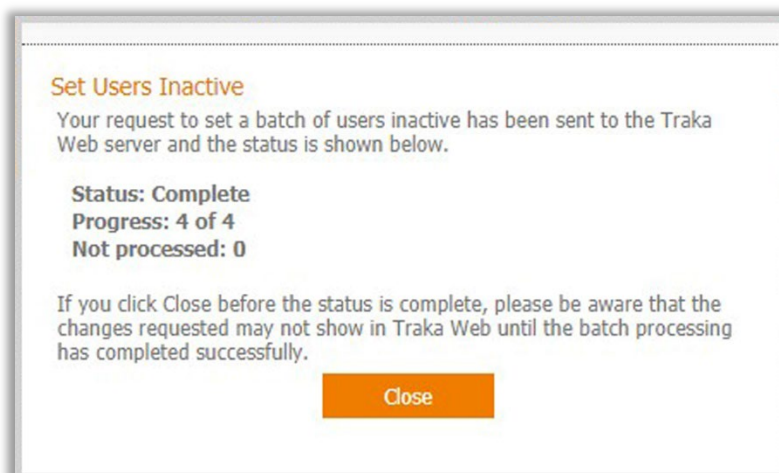 Set Users Inactive
Your request to set a batch of users inactive has been sent to the Traka
Web server and the status is shown below.
Status: Complete
Progress: 4 of 4
Not processed: 0
If you click Close before the status is complete, please be aware that the
changes requested may not show in Traka Web until the batch processing
has completed successfully.
Close